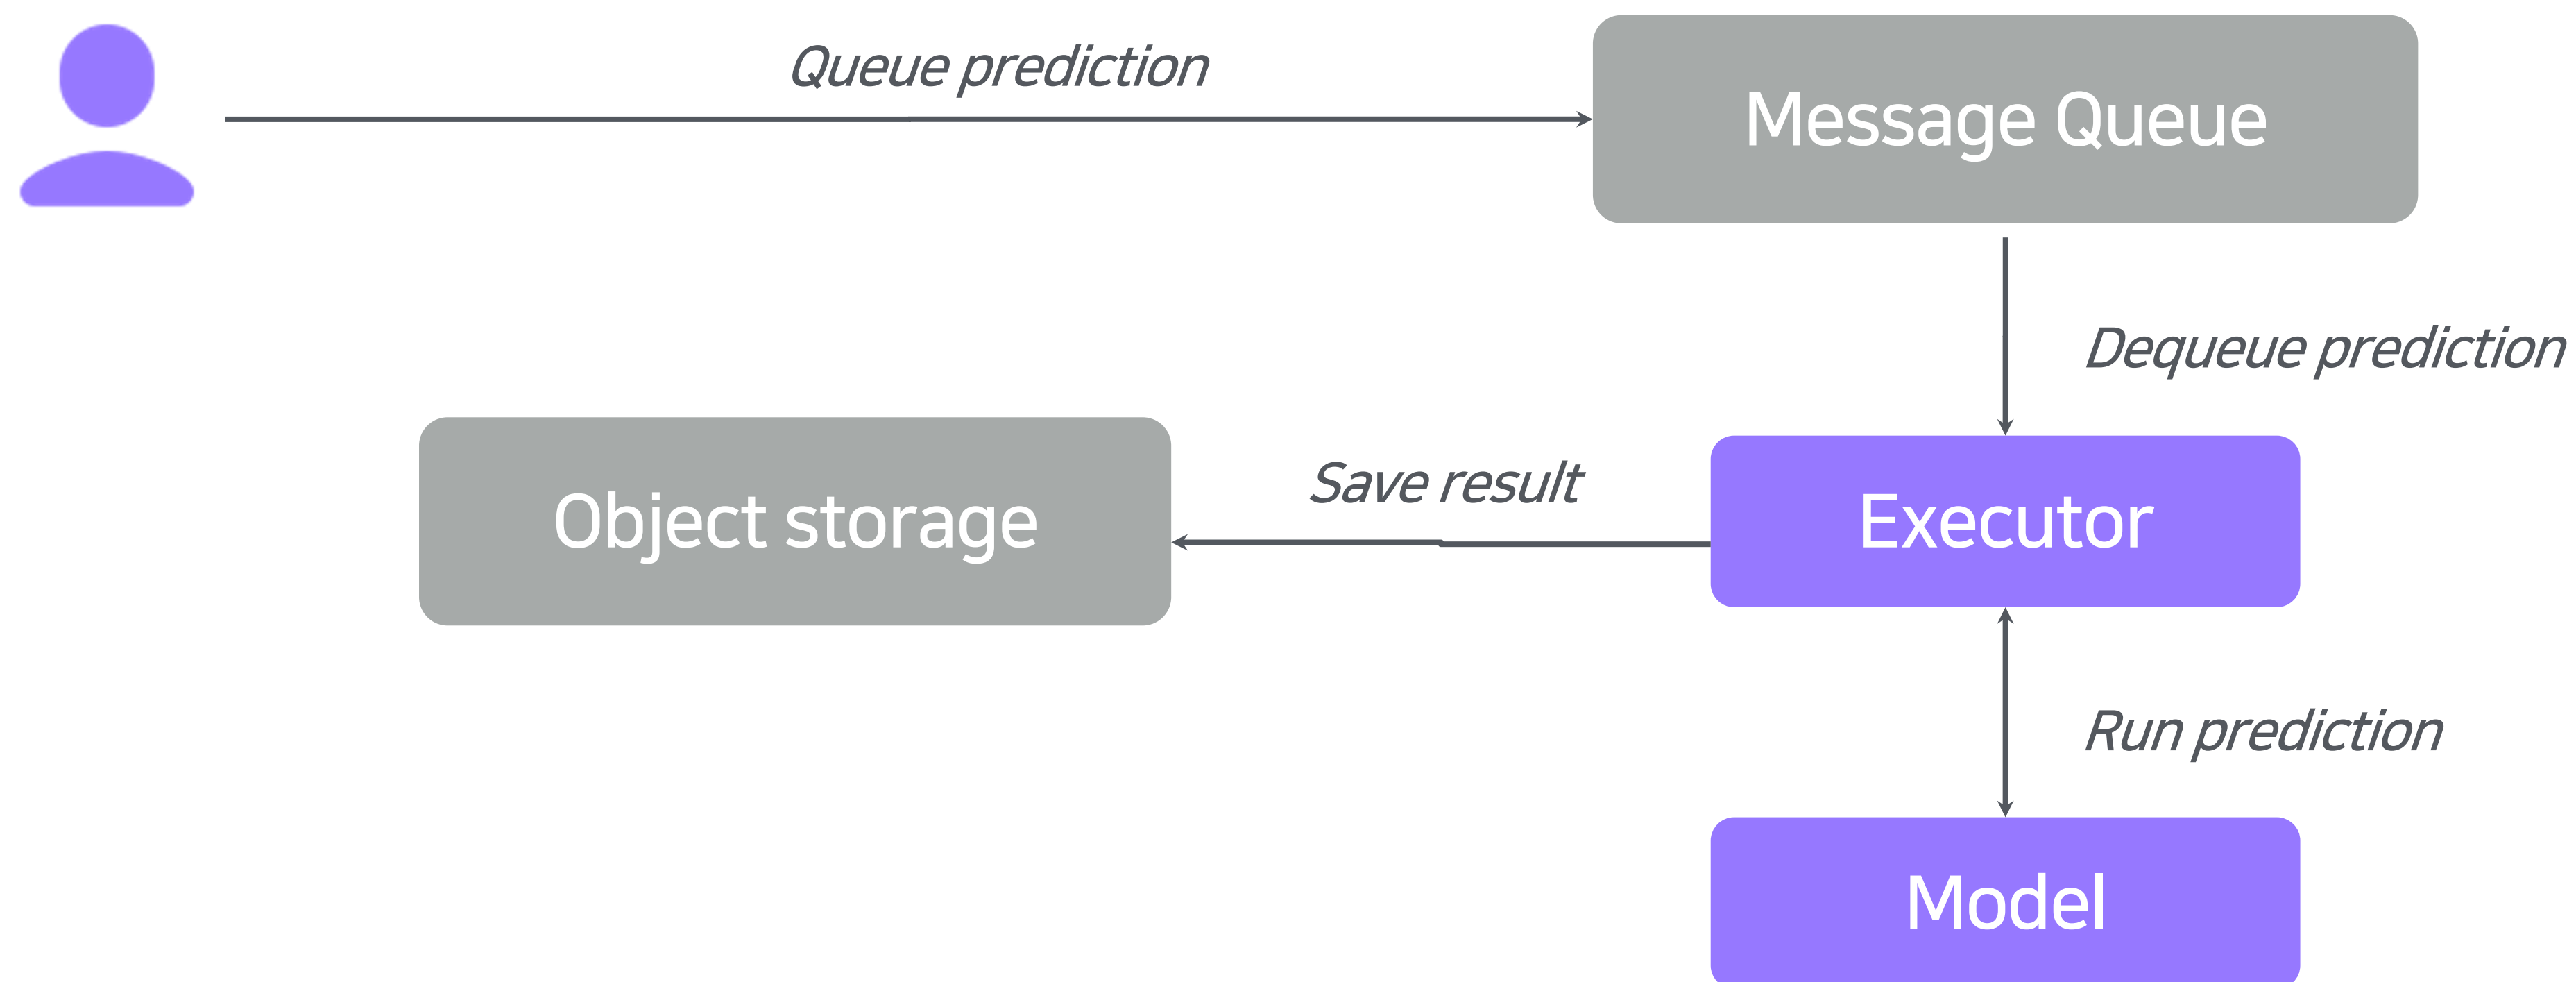 Queue prediction
Message Queue
Dequeue prediction
Object storage
Save result
Executor
Run prediction
Model